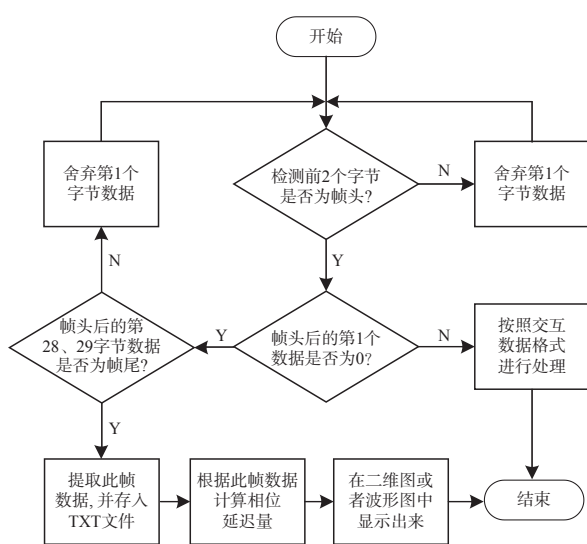 开始
舍弃第1个
字节数据
检测前2个字节
是否为帧头?
N
舍弃第1个
字节数据
N
Y
帧头后的第
28、29字节数据
是否为帧尾?
Y
帧头后的第1个
数据是否为0?
N
按照交互
数据格式
进行处理
Y
提取此帧
数据, 并存入
TXT文件
根据此帧数据
计算相位
延迟量
在二维图或
者波形图中
显示出来
结束